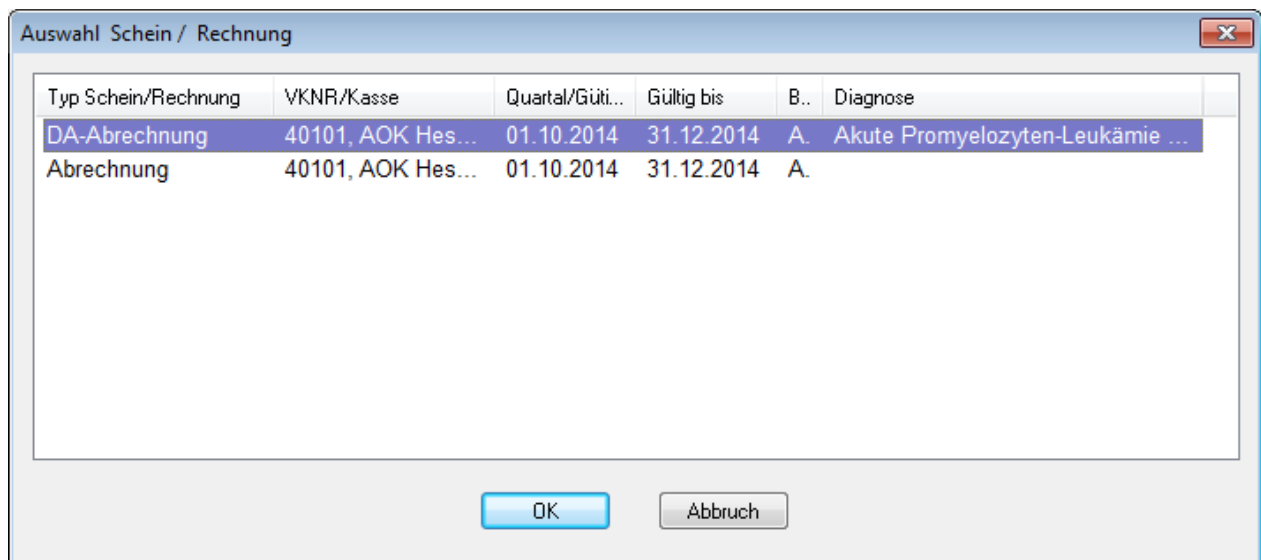 Auswahl Schein / Rechnung
Typ Schein/Rechnung VKNR/Kasse Quartal/Güti... Gültig bis B.. Diagnose
DA-Abrechnung 40101, AOK Hes... 01.10.2014 31.12.2014 A. Akute Promyelozyten-Leukämie ...
Abrechnung 40101, AOK Hes... 01.10.2014 31.12.2014 A.
OK Abbruch